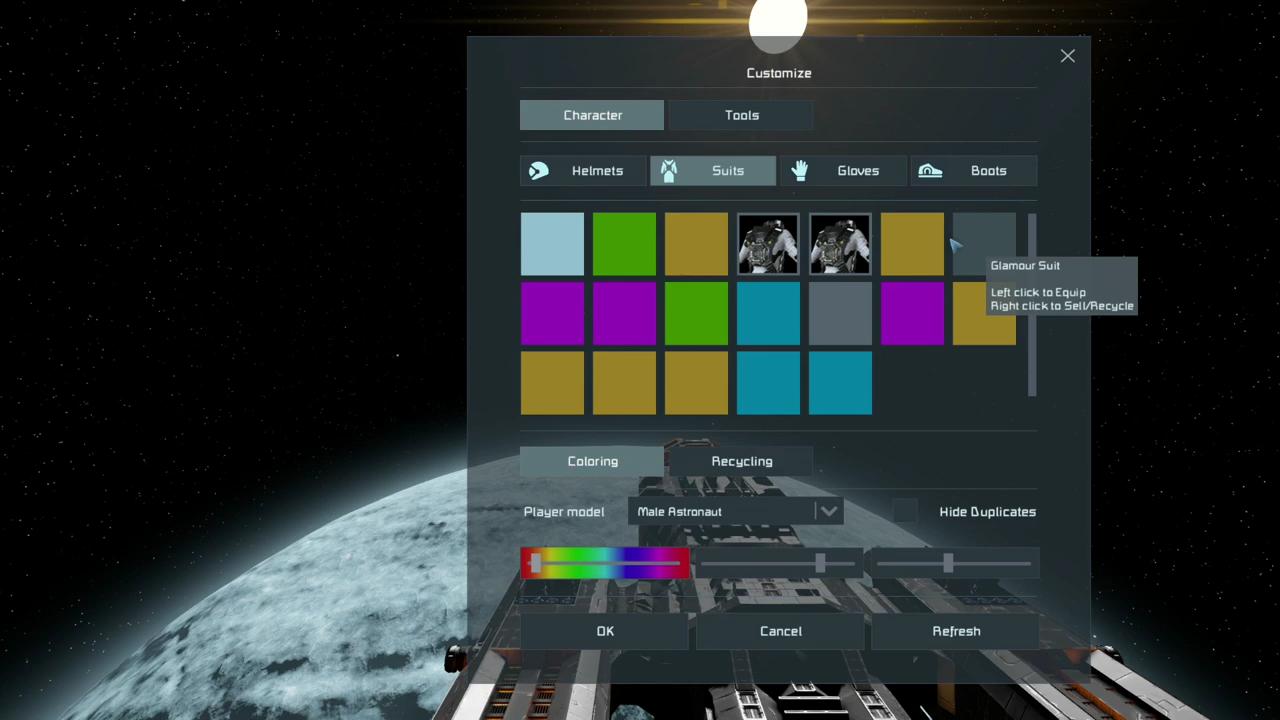 Customize
Character
Tools
Helmets
Suits
Gloves
Boots
Glamour Suit
Left click to Equip
Right click to Sell/Recycle
Coloring
Recycling
Player model
Male Astronaut
Hide Duplicates
OK
Cancel
Refresh